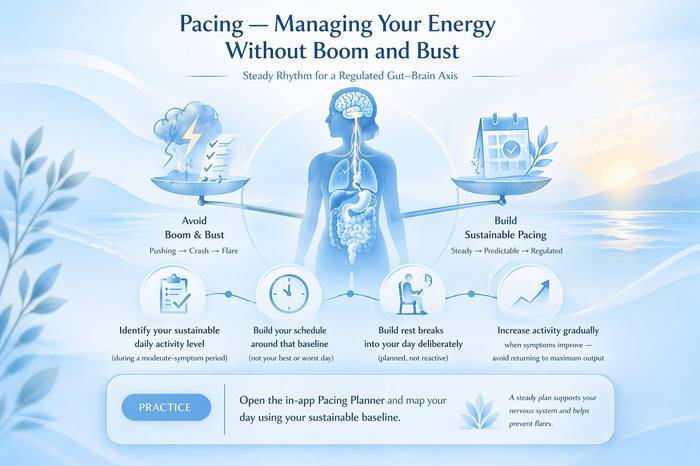 Pacing — Managing Your Energy
Without Boom and Bust
Steady Rhythm for a Regulated Gut–Brain Axis
Avoid
Boom & Bust
Pushing → Crash → Flare
Build
Sustainable Pacing
Steady → Predictable → Regulated
Identify your sustainable
daily activity level
(during a moderate-symptom period)
Build your schedule
around that baseline
(not your best or worst day)
Build rest breaks
into your day deliberately
(planned, not reactive)
Increase activity gradually
when symptoms improve —
avoid returning to maximum output
PRACTICE
Open the in-app Pacing Planner and map your
day using your sustainable baseline.
A steady plan supports your
nervous system and helps
prevent flares.